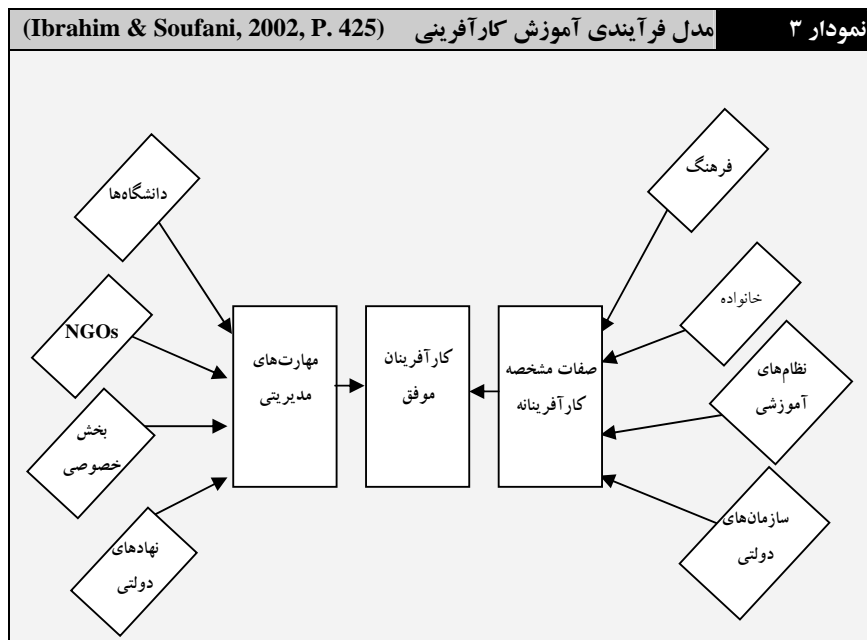 نمودار ۳
مدل فرآیندی آموزش کارآفرینی (Ibrahim & Soufani, 2002, P. 425)
فرهنگ
خانواده
نظام‌های
آموزشی
سازمان‌های
دولتی
صفات مشخصه
کارآفرینانه
کارآفرینان
موفق
مهارت‌های
مدیریتی
دانشگاه‌ها
NGOs
بخش
خصوصی
نهادهای
دولتی